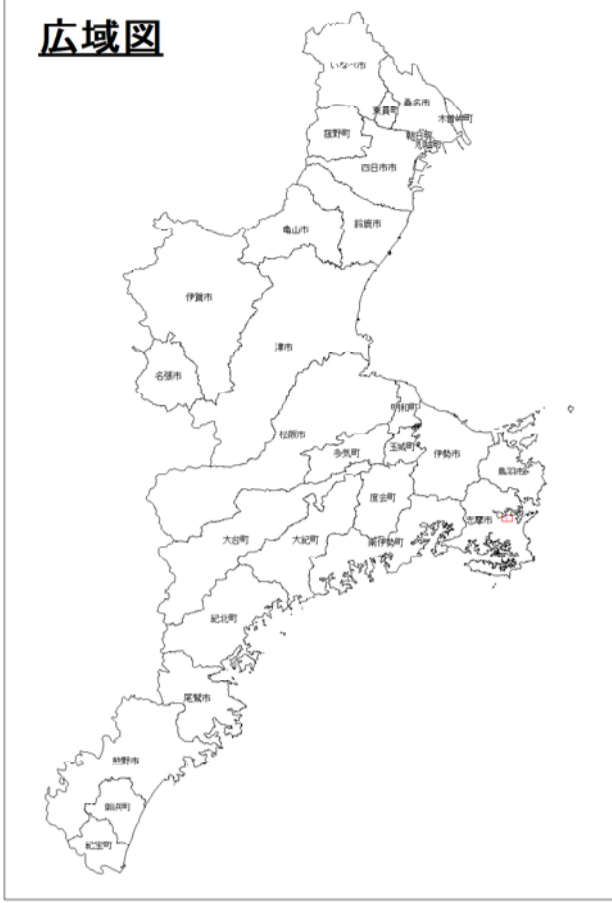 広域図
いなべ市
東員町
桑名市
木曽岬町
菰野町
朝日町
川越町
四日市市
亀山市
鈴鹿市
伊賀市
津市
名張市
明和町
松阪市
多気町
玉城町
伊勢市
鳥羽市
度会町
志摩市
大台町
大紀町
南伊勢町
紀北町
尾鷲市
熊野市
御浜町
紀宝町